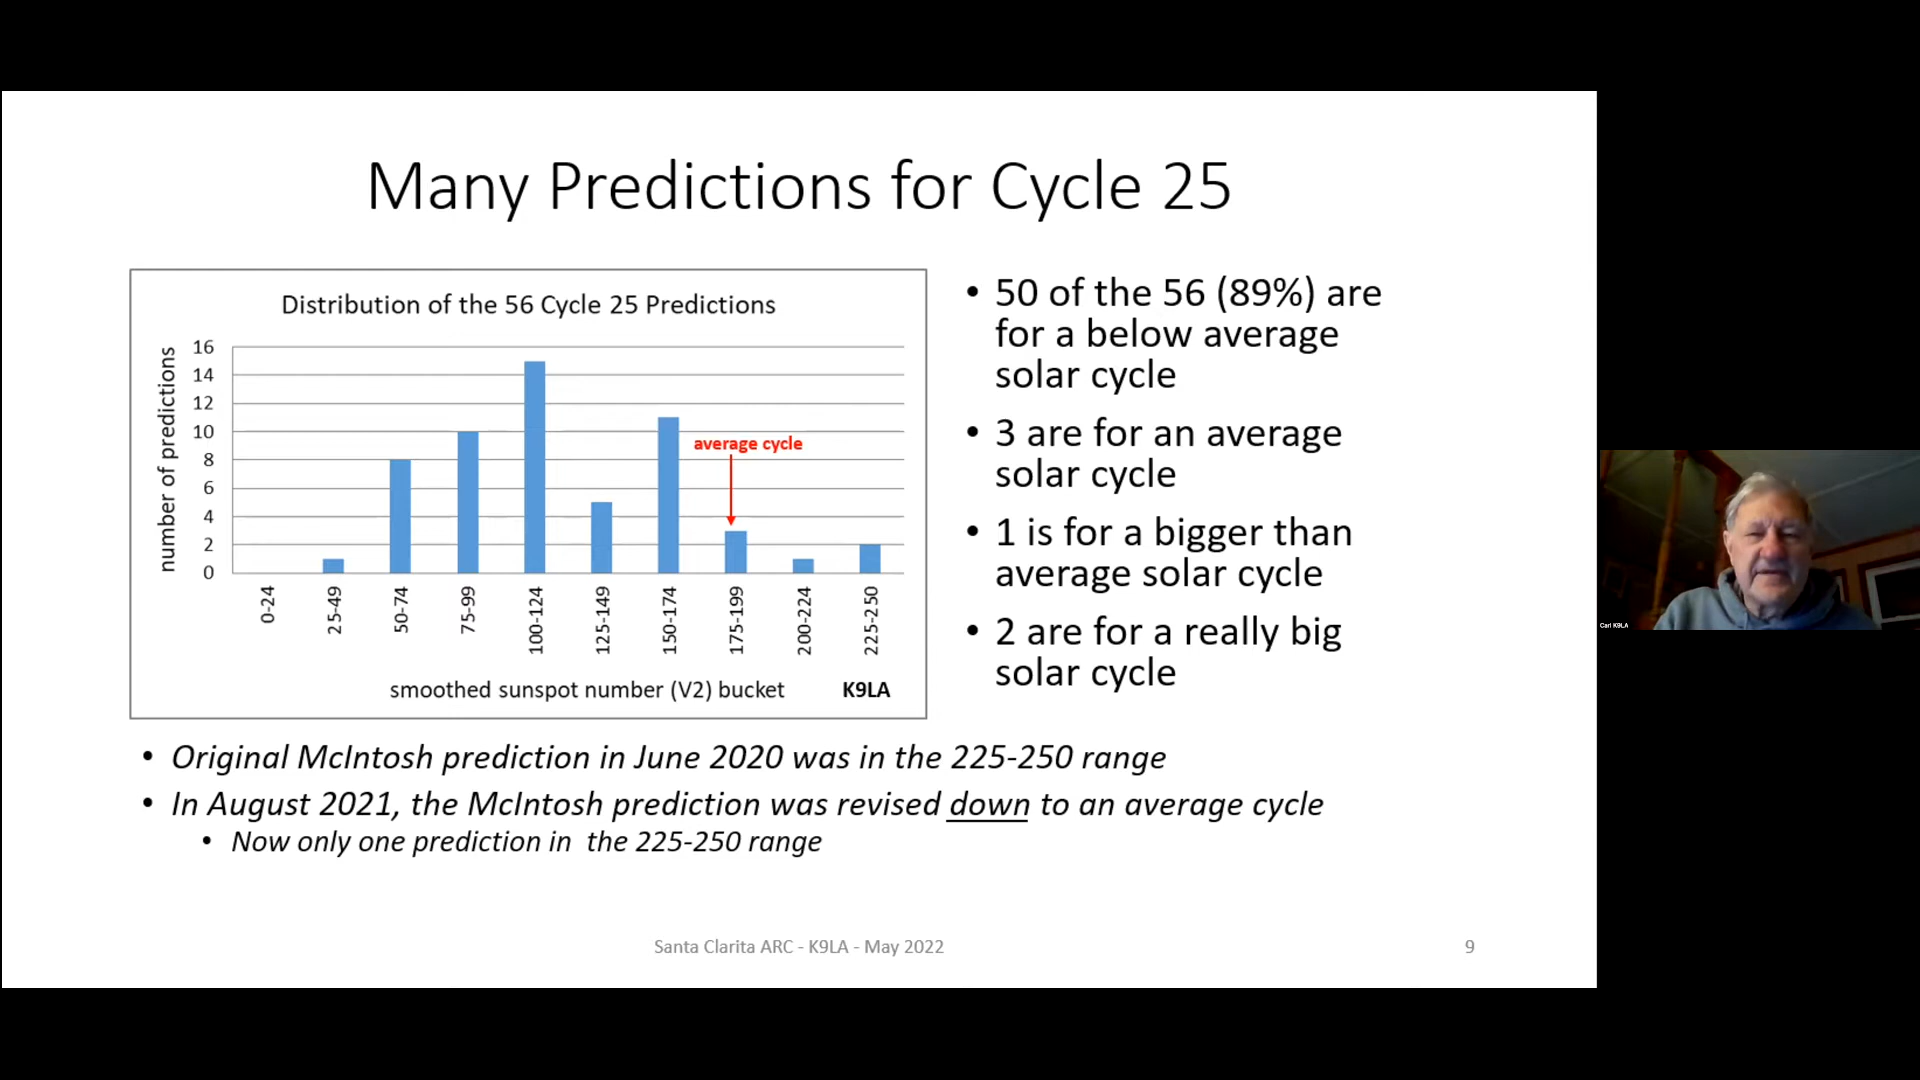 Many Predictions for Cycle 25
Distribution of the 56 Cycle 25 Predictions
number of predictions
16
14
12
10
8
6
4
2
0
average cycle
0-24
25-49
50-74
75-99
100-124
125-149
150-174
175-199
200-224
225-250
smoothed sunspot number (V2) bucket
K9LA
• 50 of the 56 (89%) are
for a below average
solar cycle
• 3 are for an average
solar cycle
• 1 is for a bigger than
average solar cycle
• 2 are for a really big
solar cycle
• Original McIntosh prediction in June 2020 was in the 225-250 range
• In August 2021, the McIntosh prediction was revised down to an average cycle
• Now only one prediction in the 225-250 range
Santa Clarita ARC - K9LA - May 2022
9
Carl K9LA